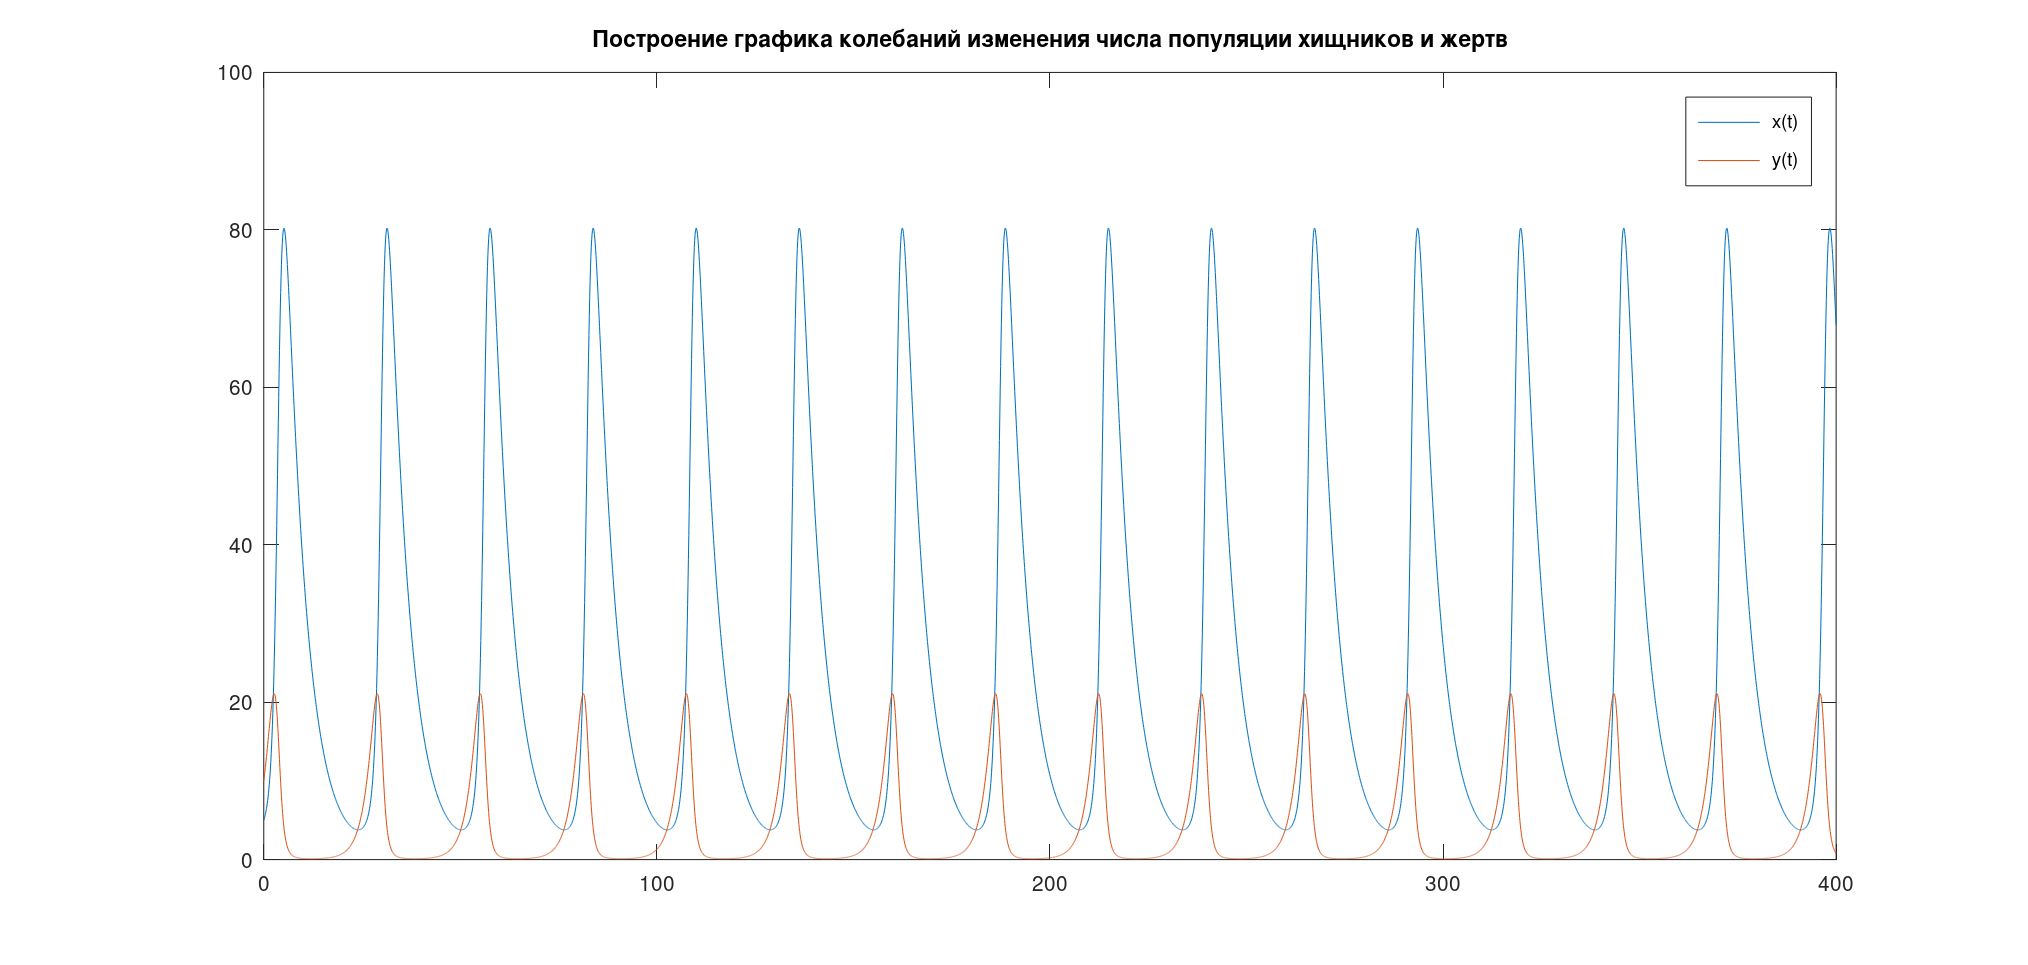 Построение графика колебаний изменения числа популяции хищников и жертв
100
x(t)
y(t)
80
60
40
20
0
0 100 200 300 400